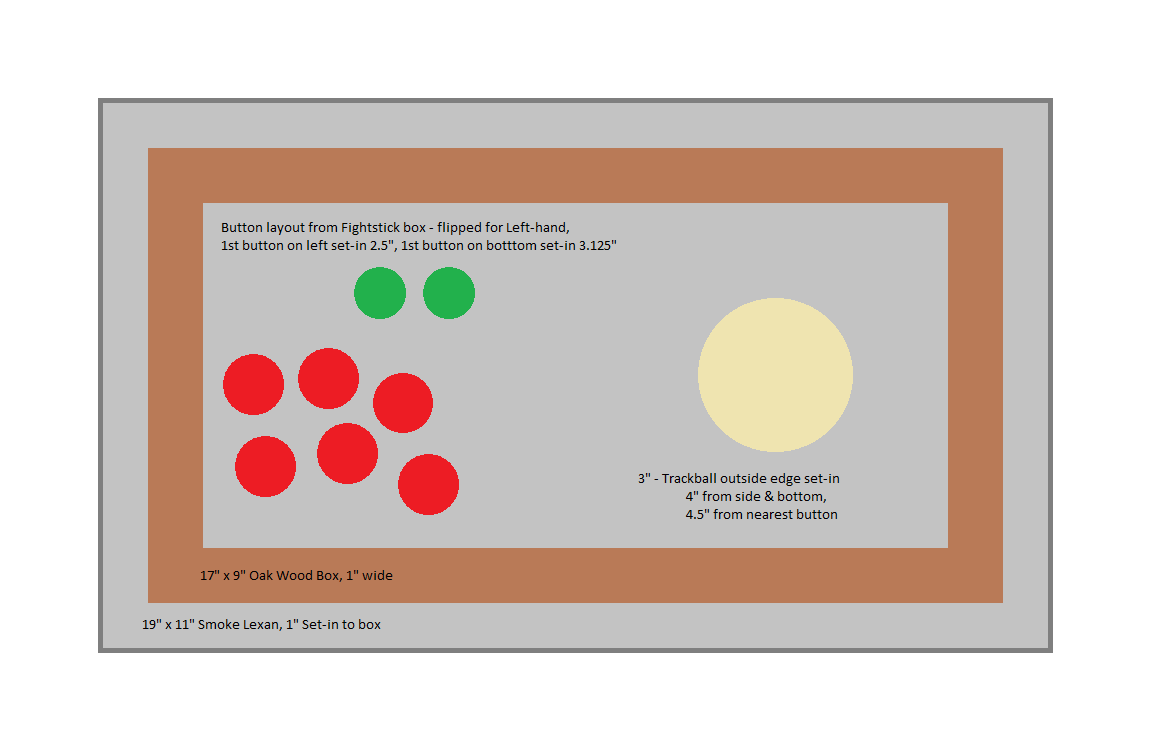 Button layout from Fightstick box - flipped for Left-hand,
1st button on left set-in 2.5", 1st button on botttom set-in 3.125"
3" - Trackball outside edge set-in
4" from side & bottom,
4.5" from nearest button
17" x 9" Oak Wood Box, 1" wide
19" x 11" Smoke Lexan, 1" Set-in to box